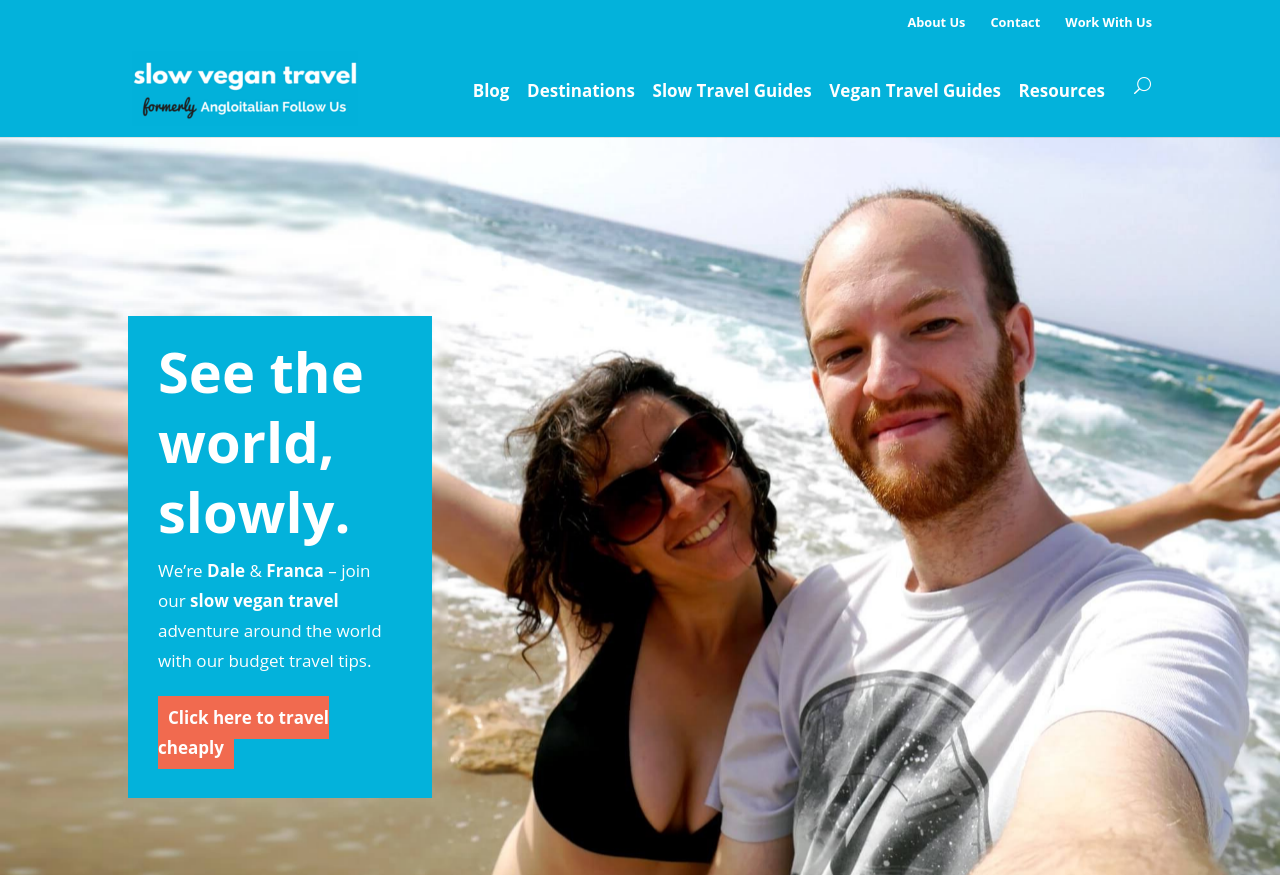 About Us Contact Work With Us
slow vegan travel
formerly Angloitalian Follow Us
Blog Destinations Slow Travel Guides Vegan Travel Guides Resources
See the
world,
slowly.
We’re Dale & Franca – join
our slow vegan travel
adventure around the world
with our budget travel tips.
Click here to travel
cheaply